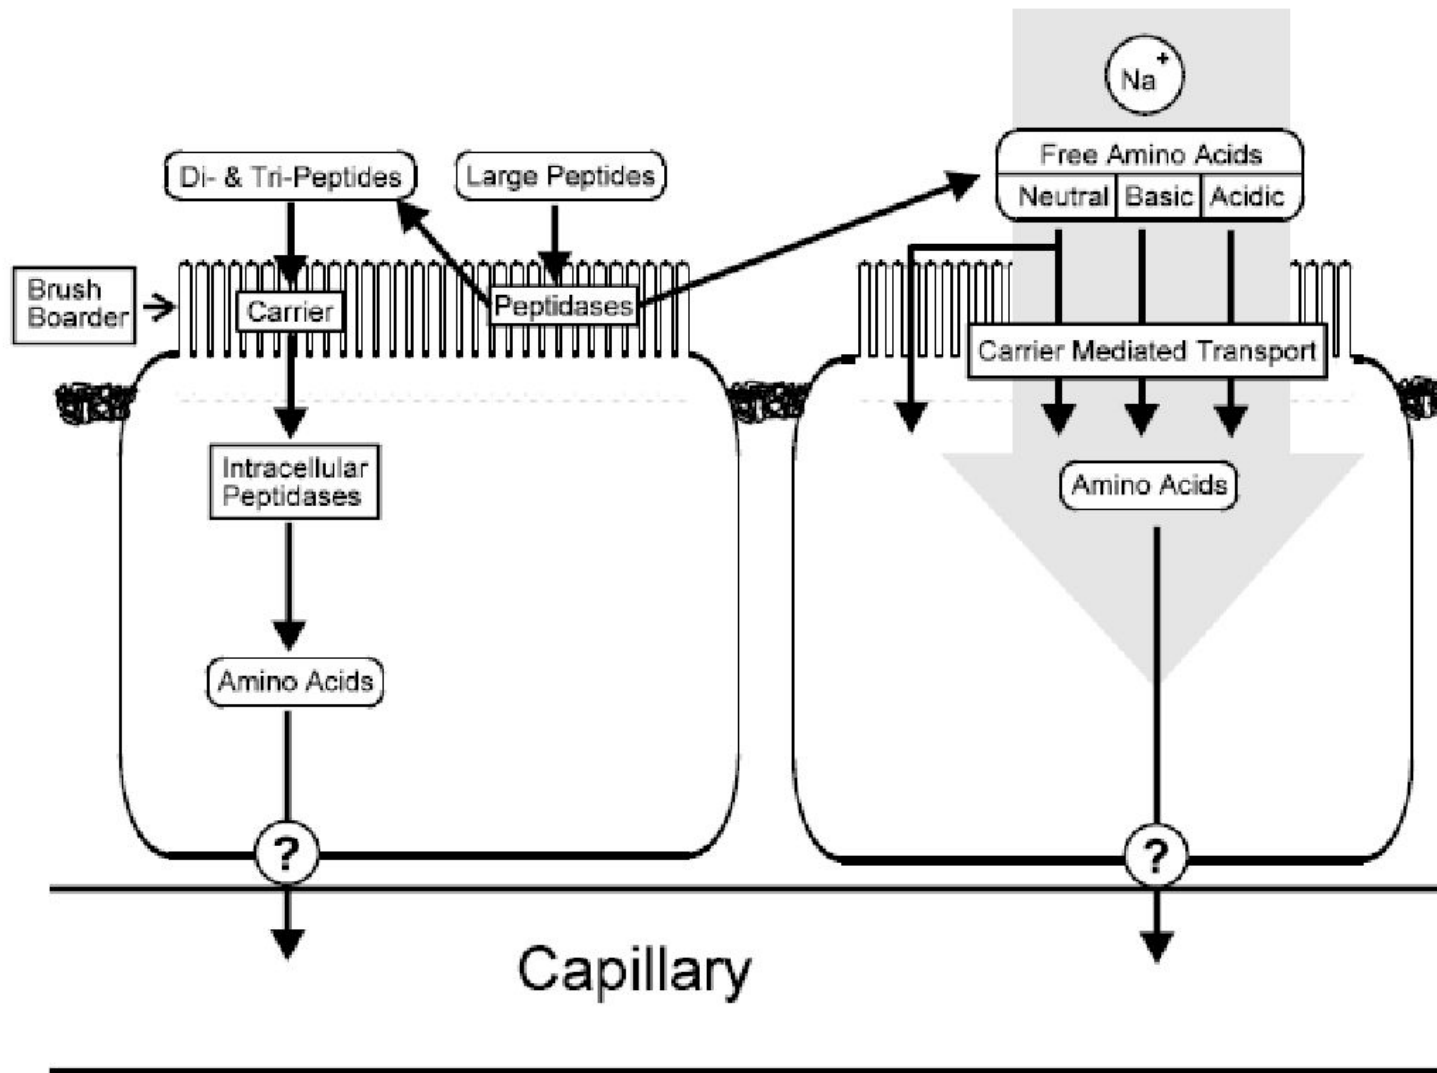 Na+
Free Amino Acids
Neutral Basic Acidic
Di- & Tri-Peptides
Large Peptides
Brush
Boarder
Carrier
Peptidases
Carrier Mediated Transport
Intracellular
Peptidases
Amino Acids
Amino Acids
?
?
Capillary